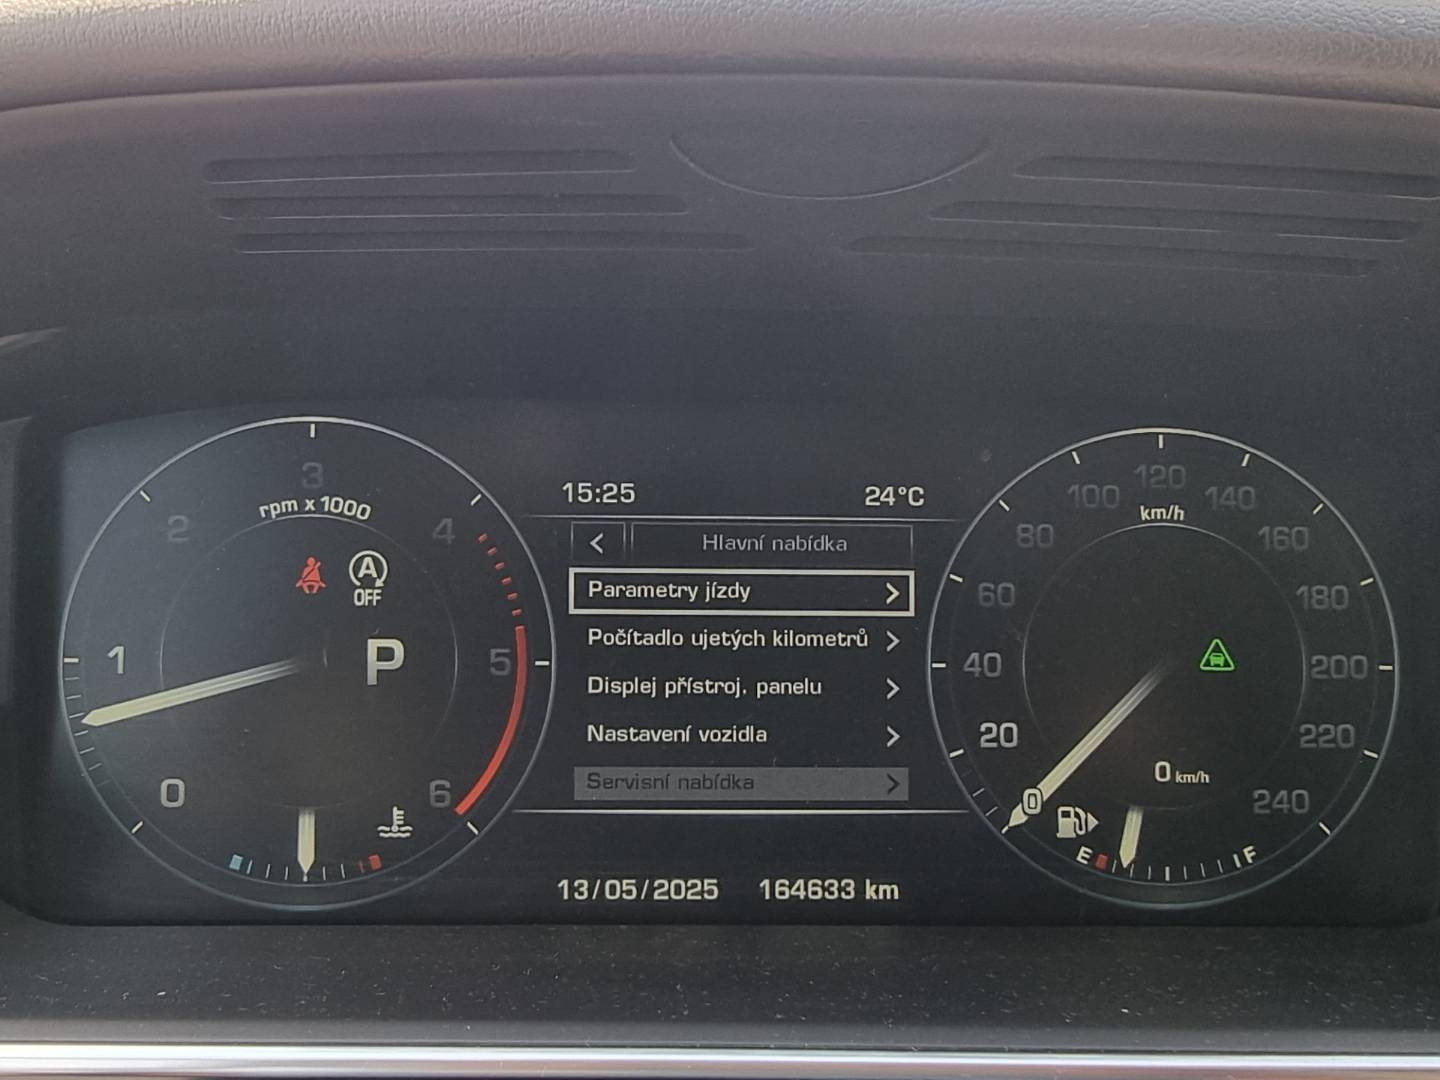 15:25
24°C
<
Hlavní nabídka
Parametry jízdy >
Počítadlo ujetých kilometrů >
Displej přístroj. panelu >
Nastavení vozidla >
Servisní nabídka >
13/05/2025
164633 km
rpm x 1000
0
1
2
3
4
5
6
A
OFF
P
km/h
0
20
40
60
80
100
120
140
160
180
200
220
240
0 km/h
E
F